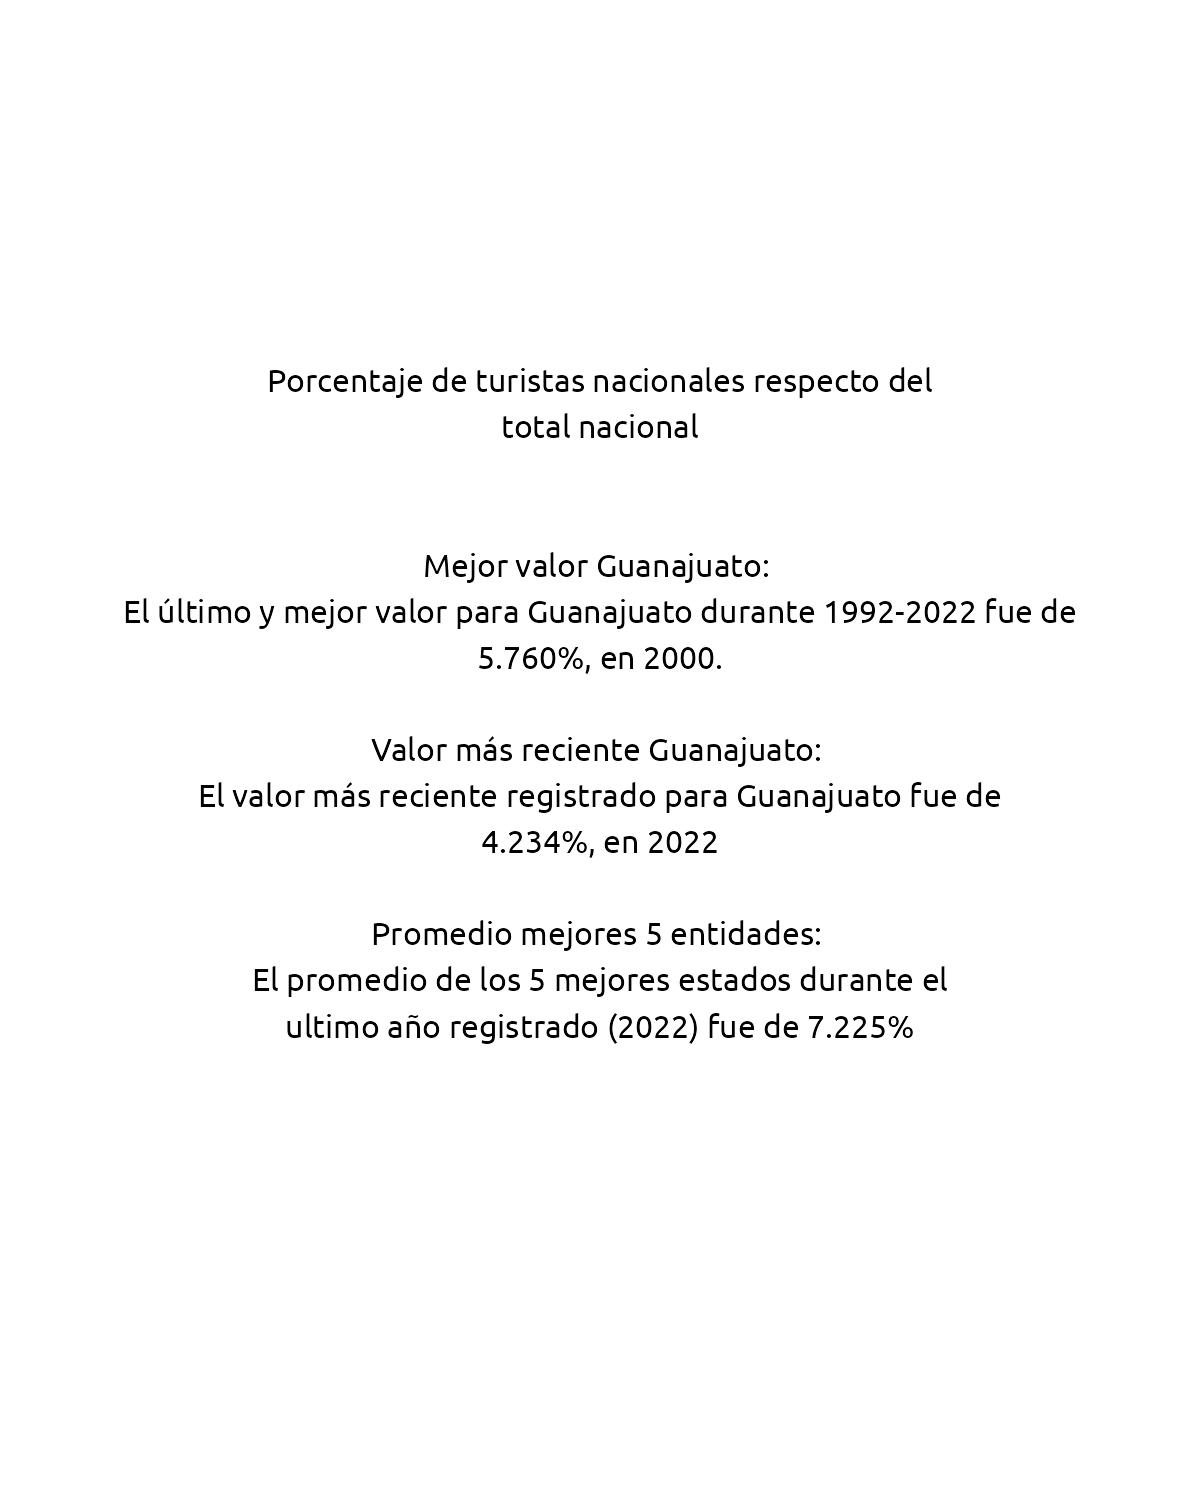 Porcentaje de turistas nacionales respecto del
total nacional
Mejor valor Guanajuato:
El último y mejor valor para Guanajuato durante 1992-2022 fue de
5.760%, en 2000.
Valor más reciente Guanajuato:
El valor más reciente registrado para Guanajuato fue de
4.234%, en 2022
Promedio mejores 5 entidades:
El promedio de los 5 mejores estados durante el
ultimo año registrado (2022) fue de 7.225%